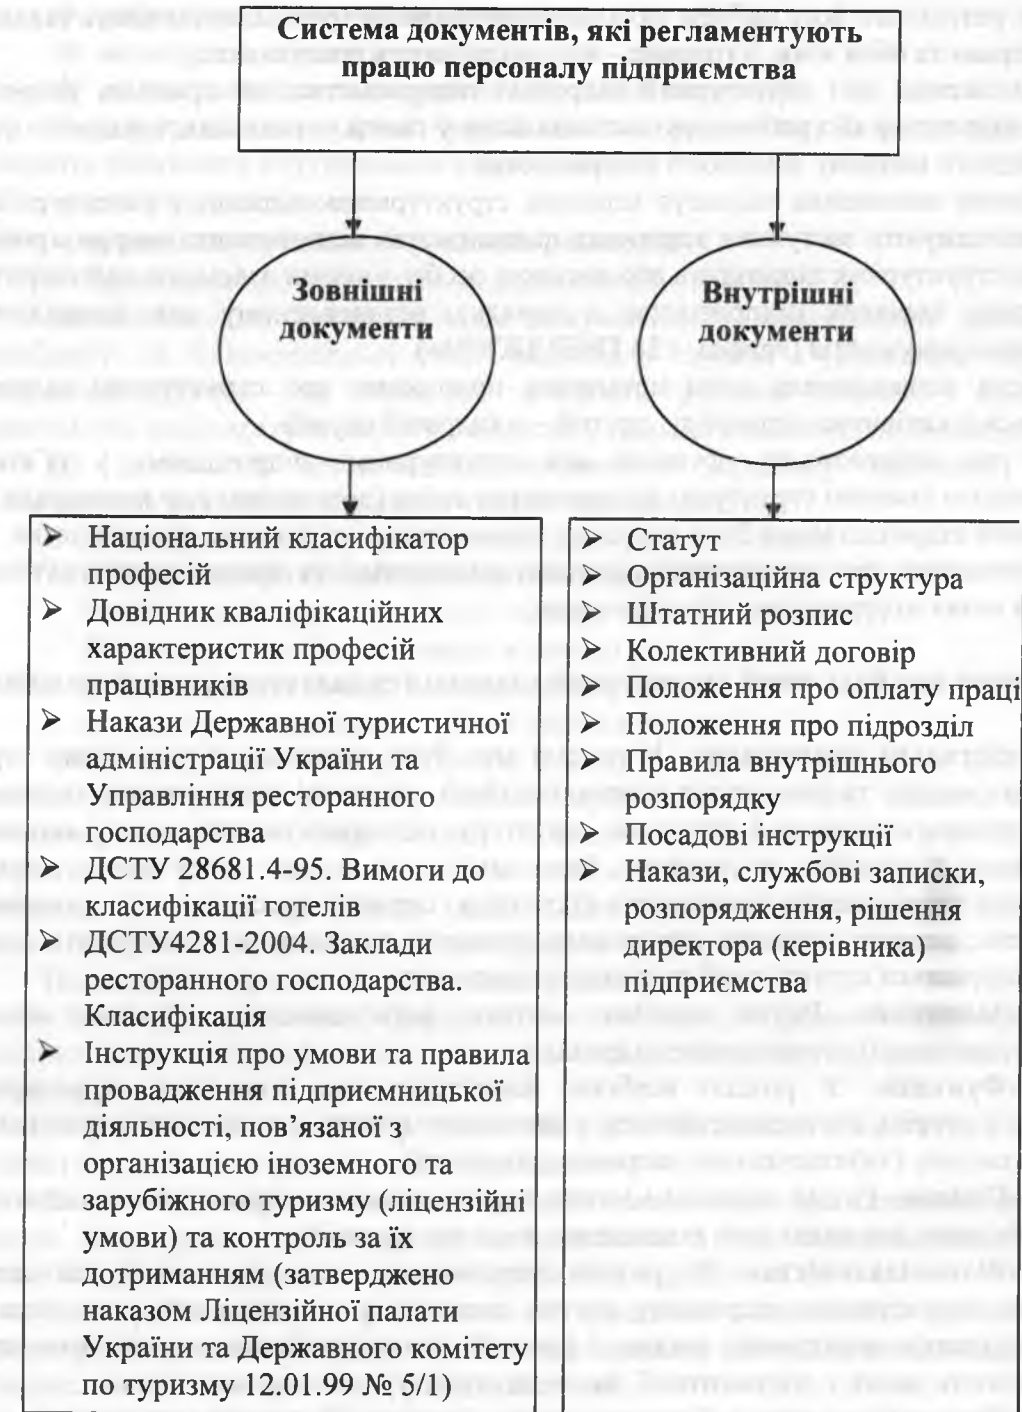 Система документів, які регламентують
працю персоналу підприємства
Зовнішні
документи
Внутрішні
документи
➢ Національний класифікатор
професій
➢ Довідник кваліфікаційних
характеристик професій
працівників
➢ Накази Державної туристичної
адміністрації України та
Управління ресторанного
господарства
➢ ДСТУ 28681.4-95. Вимоги до
класифікації готелів
➢ ДСТУ4281-2004. Заклади
ресторанного господарства.
Класифікація
➢ Інструкція про умови та правила
провадження підприємницької
діяльності, пов’язаної з
організацією іноземного та
зарубіжного туризму (ліцензійні
умови) та контроль за їх
дотриманням (затверджено
наказом Ліцензійної палати
України та Державного комітету
по туризму 12.01.99 № 5/1)
➢ Статут
➢ Організаційна структура
➢ Штатний розпис
➢ Колективний договір
➢ Положення про оплату праці
➢ Положення про підрозділ
➢ Правила внутрішнього
розпорядку
➢ Посадові інструкції
➢ Накази, службові записки,
розпорядження, рішення
директора (керівника)
підприємства